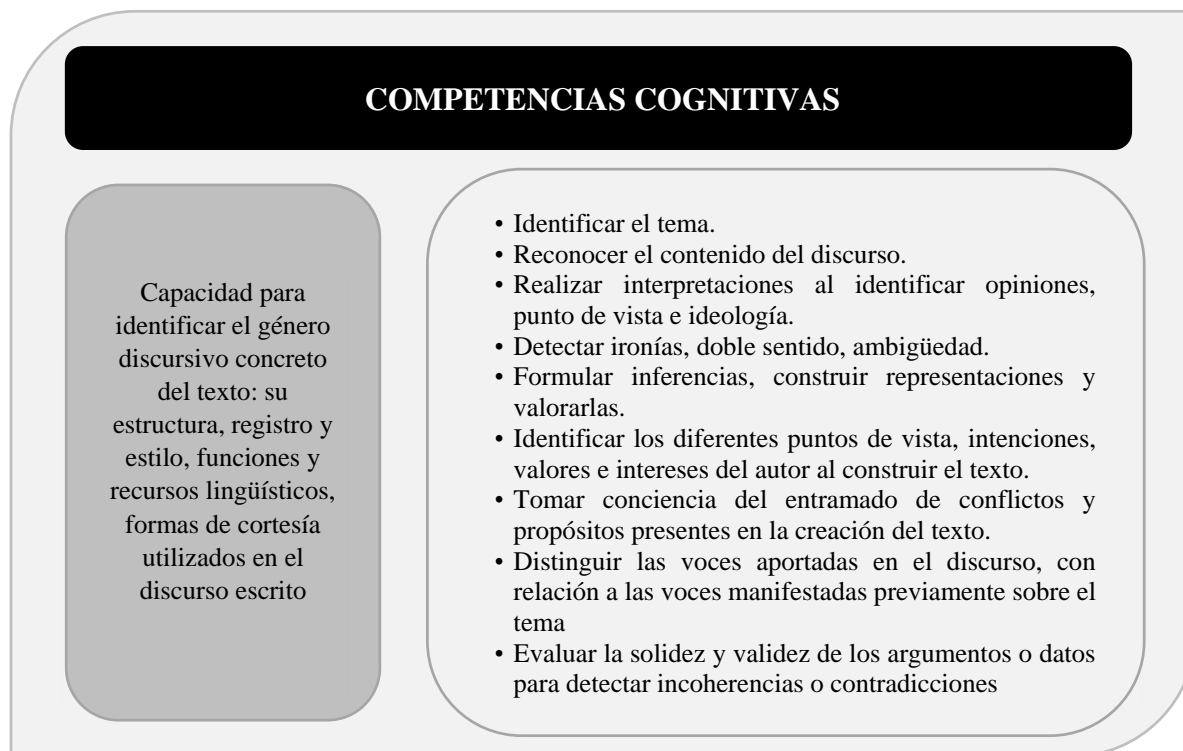 COMPETENCIAS COGNITIVAS
Capacidad para
identificar el género
discursivo concreto
del texto: su
estructura, registro y
estilo, funciones y
recursos lingüísticos,
formas de cortesía
utilizados en el
discurso escrito
• Identificar el tema.
• Reconocer el contenido del discurso.
• Realizar interpretaciones al identificar opiniones,
punto de vista e ideología.
• Detectar ironías, doble sentido, ambigüedad.
• Formular inferencias, construir representaciones y
valorarlas.
• Identificar los diferentes puntos de vista, intenciones,
valores e intereses del autor al construir el texto.
• Tomar conciencia del entramado de conflictos y
propósitos presentes en la creación del texto.
• Distinguir las voces aportadas en el discurso, con
relación a las voces manifestadas previamente sobre el
tema
• Evaluar la solidez y validez de los argumentos o datos
para detectar incoherencias o contradicciones